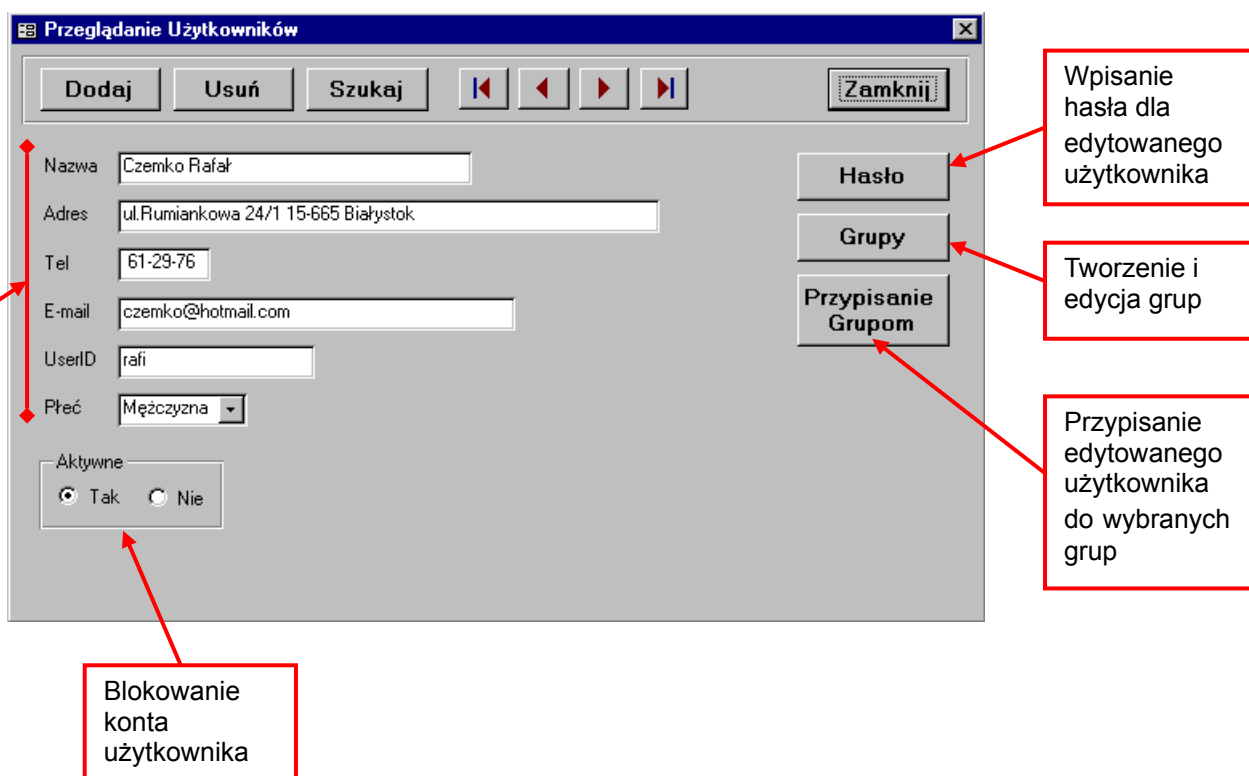 Przeglądanie Użytkowników
Dodaj Usuń Szukaj Zamknij
Nazwa Czemko Rafał
Adres ul.Rumiankowa 24/1 15-665 Białystok
Tel 61-29-76
E-mail czemko@hotmail.com
UserID rafi
Płeć Mężczyzna
Aktywne
Tak Nie
Hasło
Grupy
Przypisanie
Grupom
Wpisanie
hasła dla
edytowanego
użytkownika
Tworzenie i
edycja grup
Przypisanie
edytowanego
użytkownika
do wybranych
grup
Blokowanie
konta
użytkownika